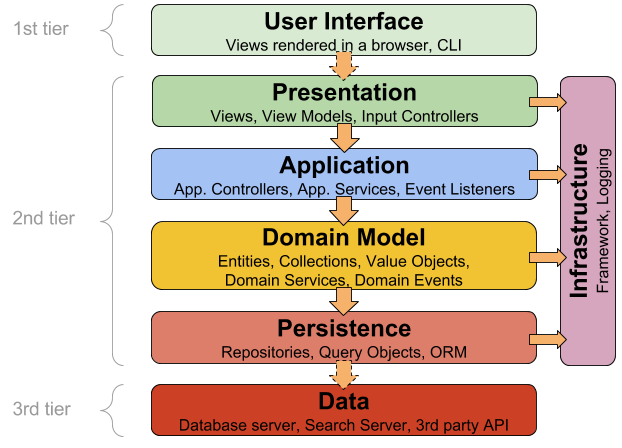 1st tier
User Interface
Views rendered in a browser, CLI
Presentation
Views, View Models, Input Controllers
Application
App. Controllers, App. Services, Event Listeners
2nd tier
Domain Model
Entities, Collections, Value Objects,
Domain Services, Domain Events
Persistence
Repositories, Query Objects, ORM
Infrastructure
Framework, Logging
3rd tier
Data
Database server, Search Server, 3rd party API